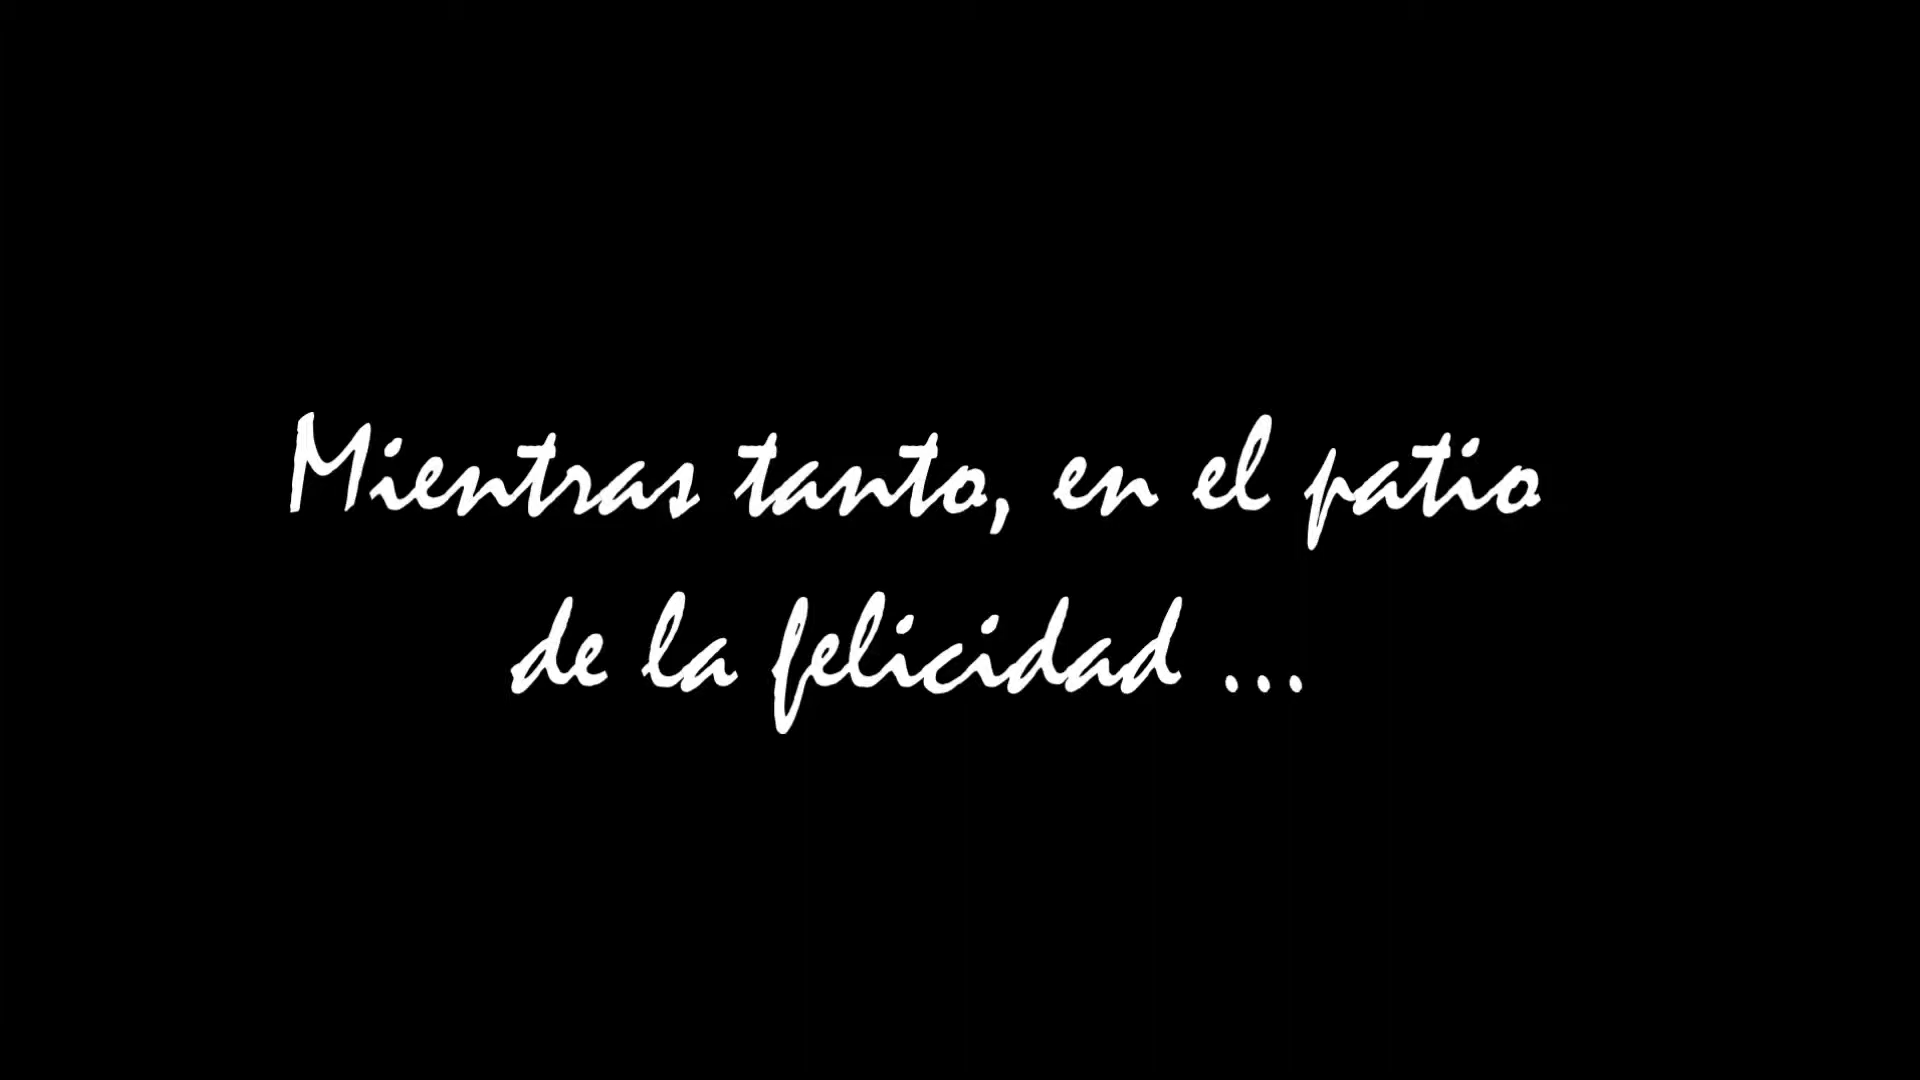 Mientras tanto, en el patio
de la felicidad ...